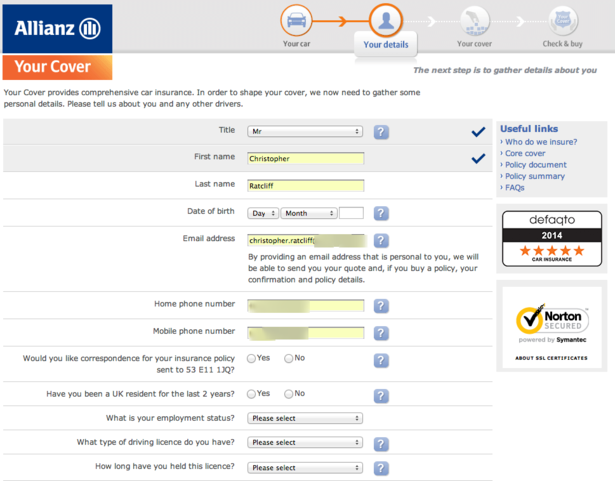 Allianz
Your Cover
Your car
Your details
Your cover
Check & buy
The next step is to gather details about you
Your Cover provides comprehensive car insurance. In order to shape your cover, we now need to gather some
personal details. Please tell us about you and any other drivers.
Title
Mr
?
First name
Christopher
Last name
Ratcliff
Date of birth
Day
Month
?
Email address
christopher.ratcliff
?
By providing an email address that is personal to you, we will
be able to send you your quote and, if you buy a policy, your
confirmation and policy details.
Home phone number
?
Mobile phone number
?
Would you like correspondence for your insurance policy
sent to 53 E11 1JQ?
Yes
No
?
Have you been a UK resident for the last 2 years?
Yes
No
?
What is your employment status?
Please select
What type of driving licence do you have?
Please select
?
How long have you held this licence?
Please select
?
Useful links
Who do we insure?
Core cover
Policy document
Policy summary
FAQs
defaqto
2014
CAR INSURANCE
Norton
SECURED
powered by Symantec
ABOUT SSL CERTIFICATES